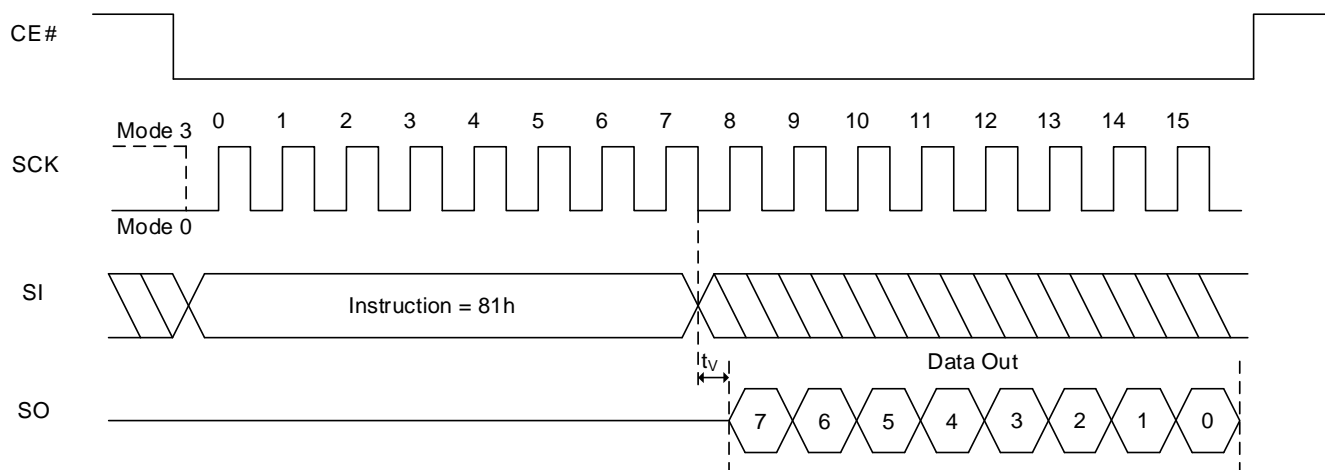 CE#
0 1 2 3 4 5 6 7 8 9 10 11 12 13 14 15
Mode 3
SCK
Mode 0
SI
Instruction = 81h
tV
Data Out
SO
7 6 5 4 3 2 1 0